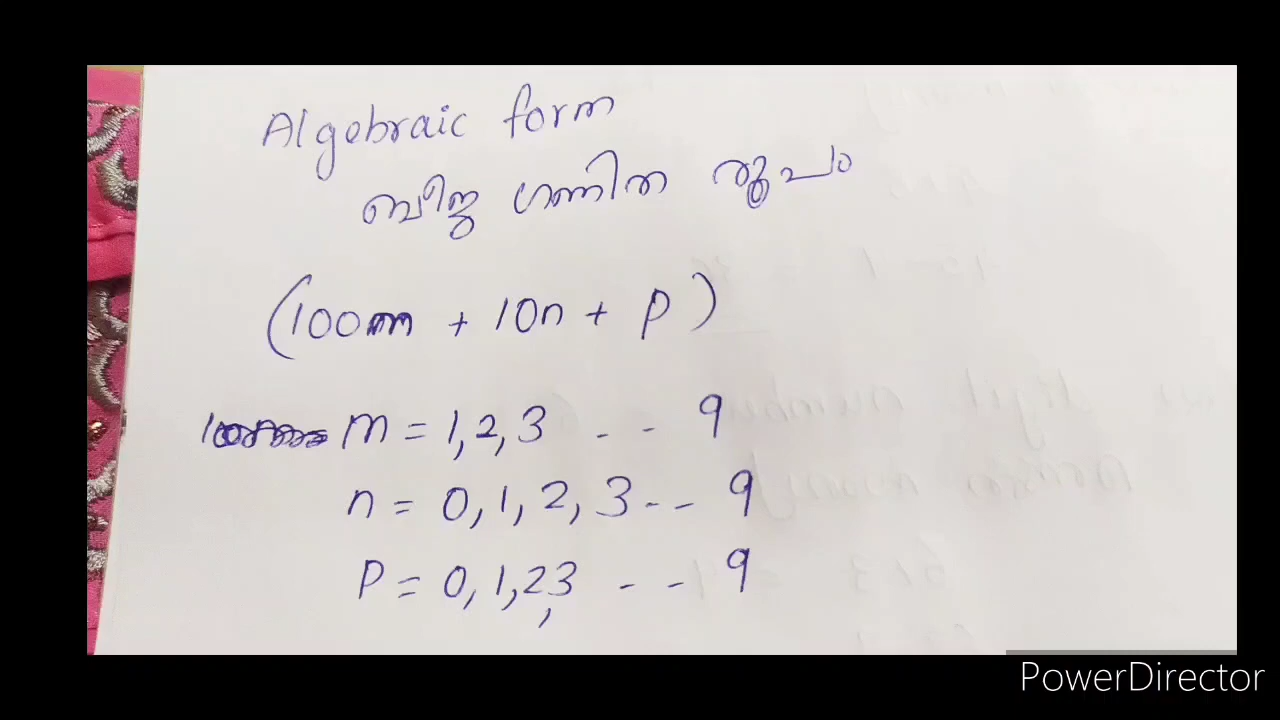 Algebraic form
ബീജ ഗണിത രൂപം
(100m + 10n + p)
m = 1, 2, 3 - - 9
n = 0, 1, 2, 3 - - 9
P = 0, 1, 2, 3 - - 9
PowerDirector